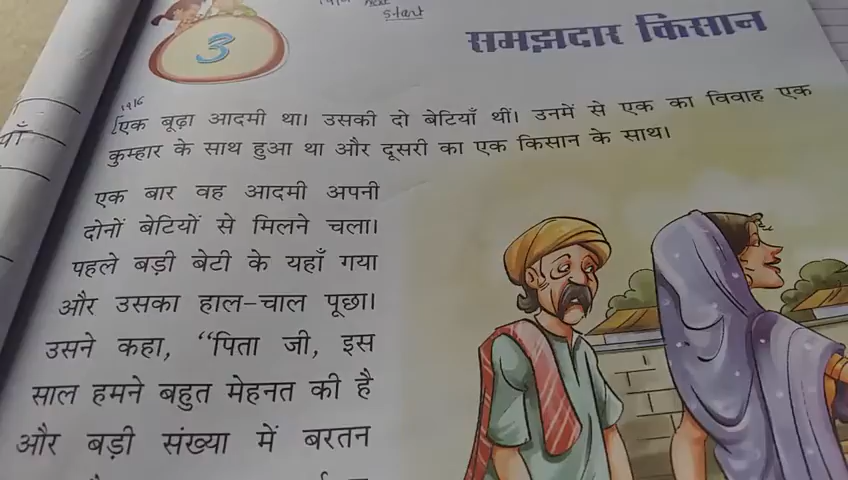 start
3
समझदार किसान
एक बूढ़ा आदमी था। उसकी दो बेटियाँ थीं। उनमें से एक का विवाह एक
कुम्हार के साथ हुआ था और दूसरी का एक किसान के साथ।
एक बार वह आदमी अपनी
दोनों बेटियों से मिलने चला।
पहले बड़ी बेटी के यहाँ गया
और उसका हाल-चाल पूछा।
उसने कहा, “पिता जी, इस
साल हमने बहुत मेहनत की है
और बड़ी संख्या में बरतन